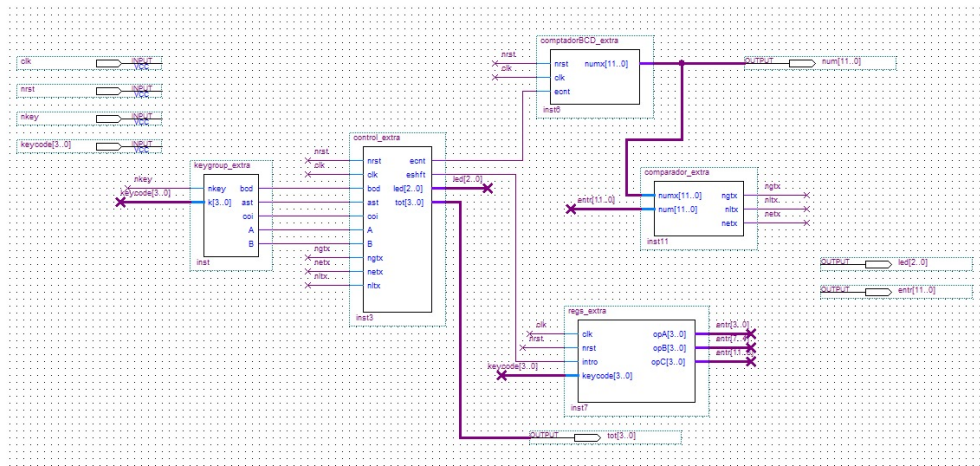 clk
INPUT
VCC
nrst
INPUT
VCC
nkey
INPUT
VCC
keycode[3..0]
INPUT
VCC
comptadorBCD_extra
nrst
clk
nrst
clk
econt
numx[11..0]
inst6
OUTPUT
num[11..0]
control_extra
nrst
clk
nrst
clk
bcd
ast
coi
A
B
ngtx
netx
nltx
econt
eshft
led[2..0]
tot[3..0]
ngtx
netx
nltx
inst3
led[2..0]
keygroup_extra
nkey
keycode[3..0]
nkey
k[3..0]
bcd
ast
coi
A
B
inst
comparador_extra
entr[11..0]
numx[11..0]
num[11..0]
ngtx
nltx
netx
ngtx
nltx
netx
inst11
OUTPUT
led[2..0]
OUTPUT
entr[11..0]
regs_extra
clk
nrst
keycode[3..0]
clk
nrst
intro
keycode[3..0]
opA[3..0]
opB[3..0]
opC[3..0]
entr[3..0]
inst7
OUTPUT
tot[3..0]